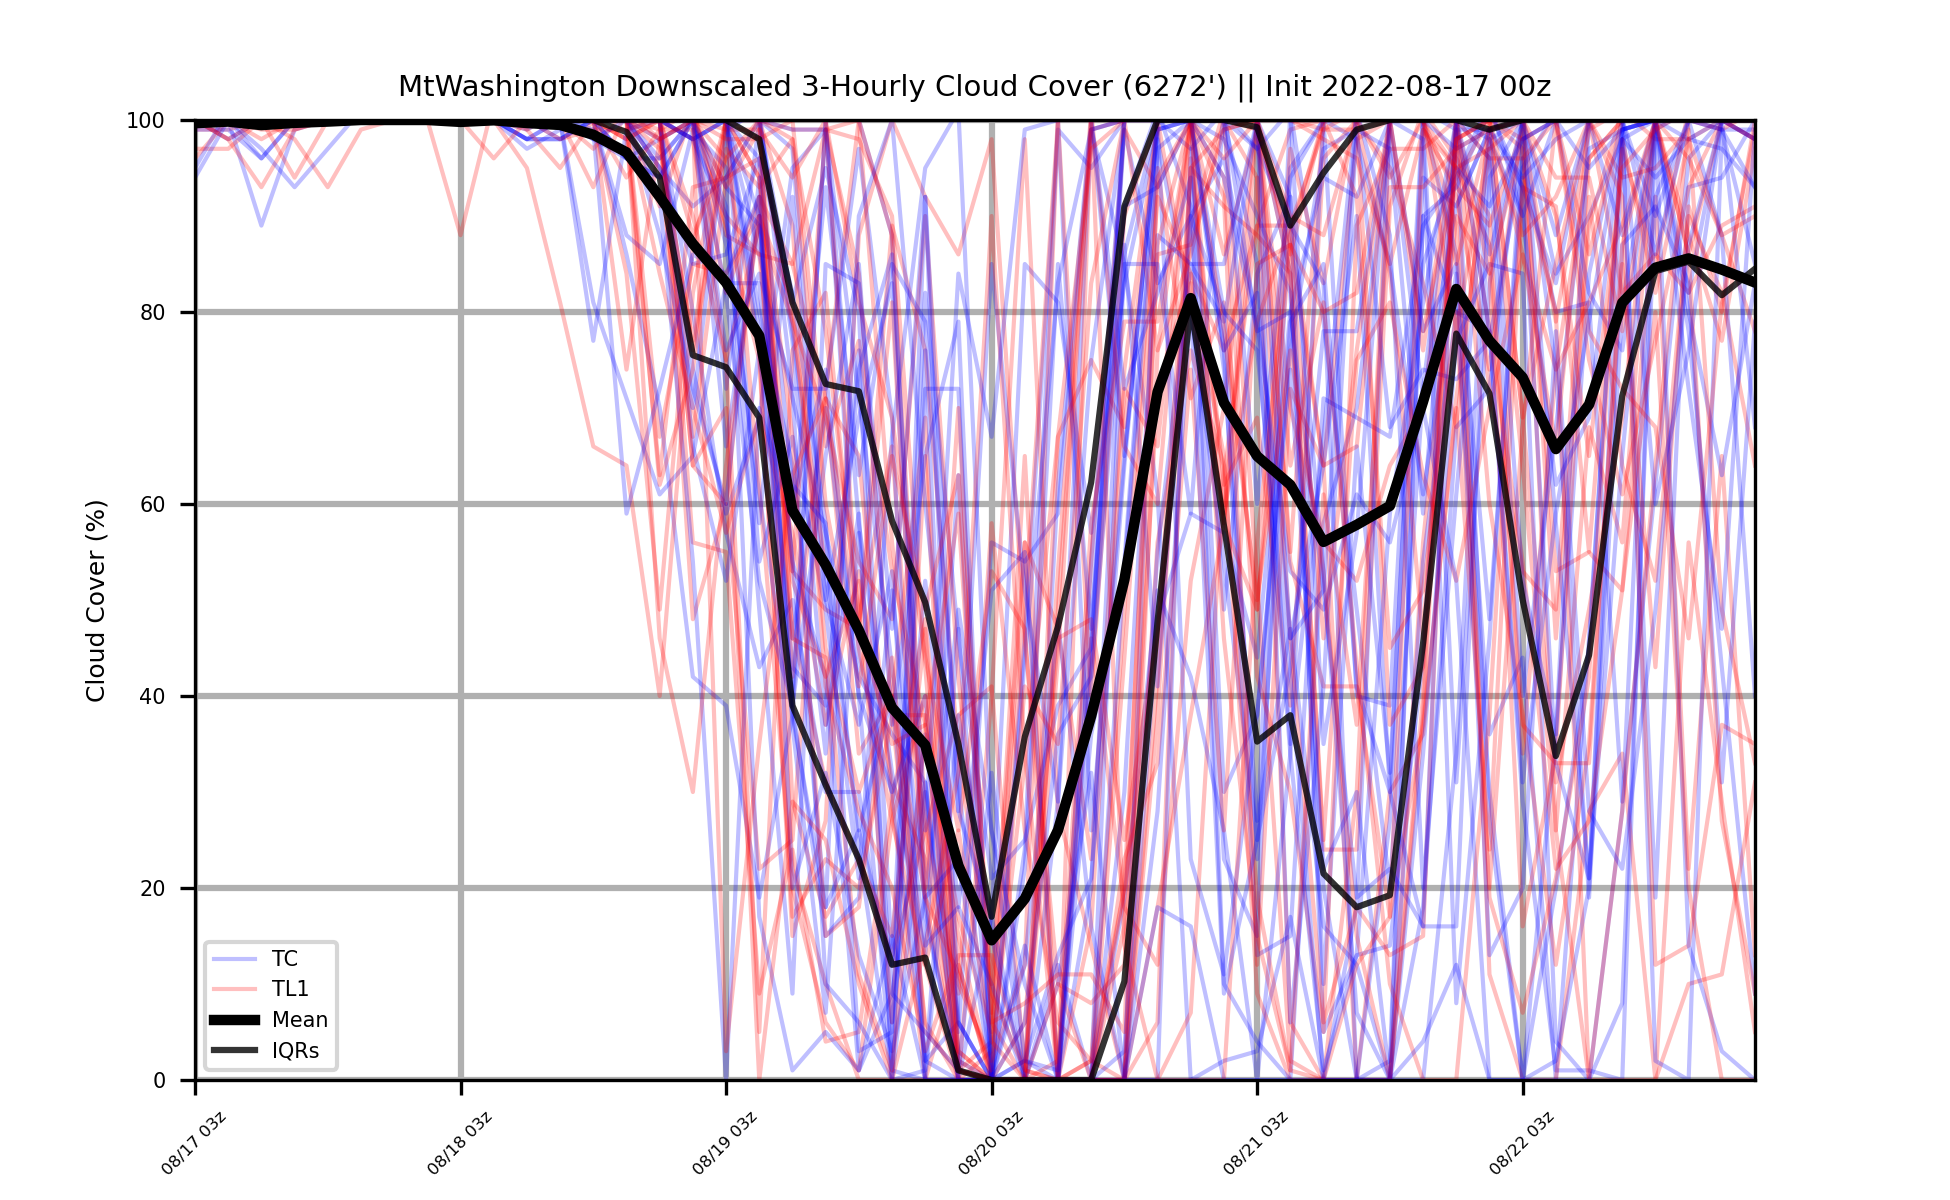 MtWashington Downscaled 3-Hourly Cloud Cover (6272') || Init 2022-08-17 00z
Cloud Cover (%)
100
80
60
40
20
0
TC
TL1
Mean
IQRs
08/17 03z
08/18 03z
08/19 03z
08/20 03z
08/21 03z
08/22 03z